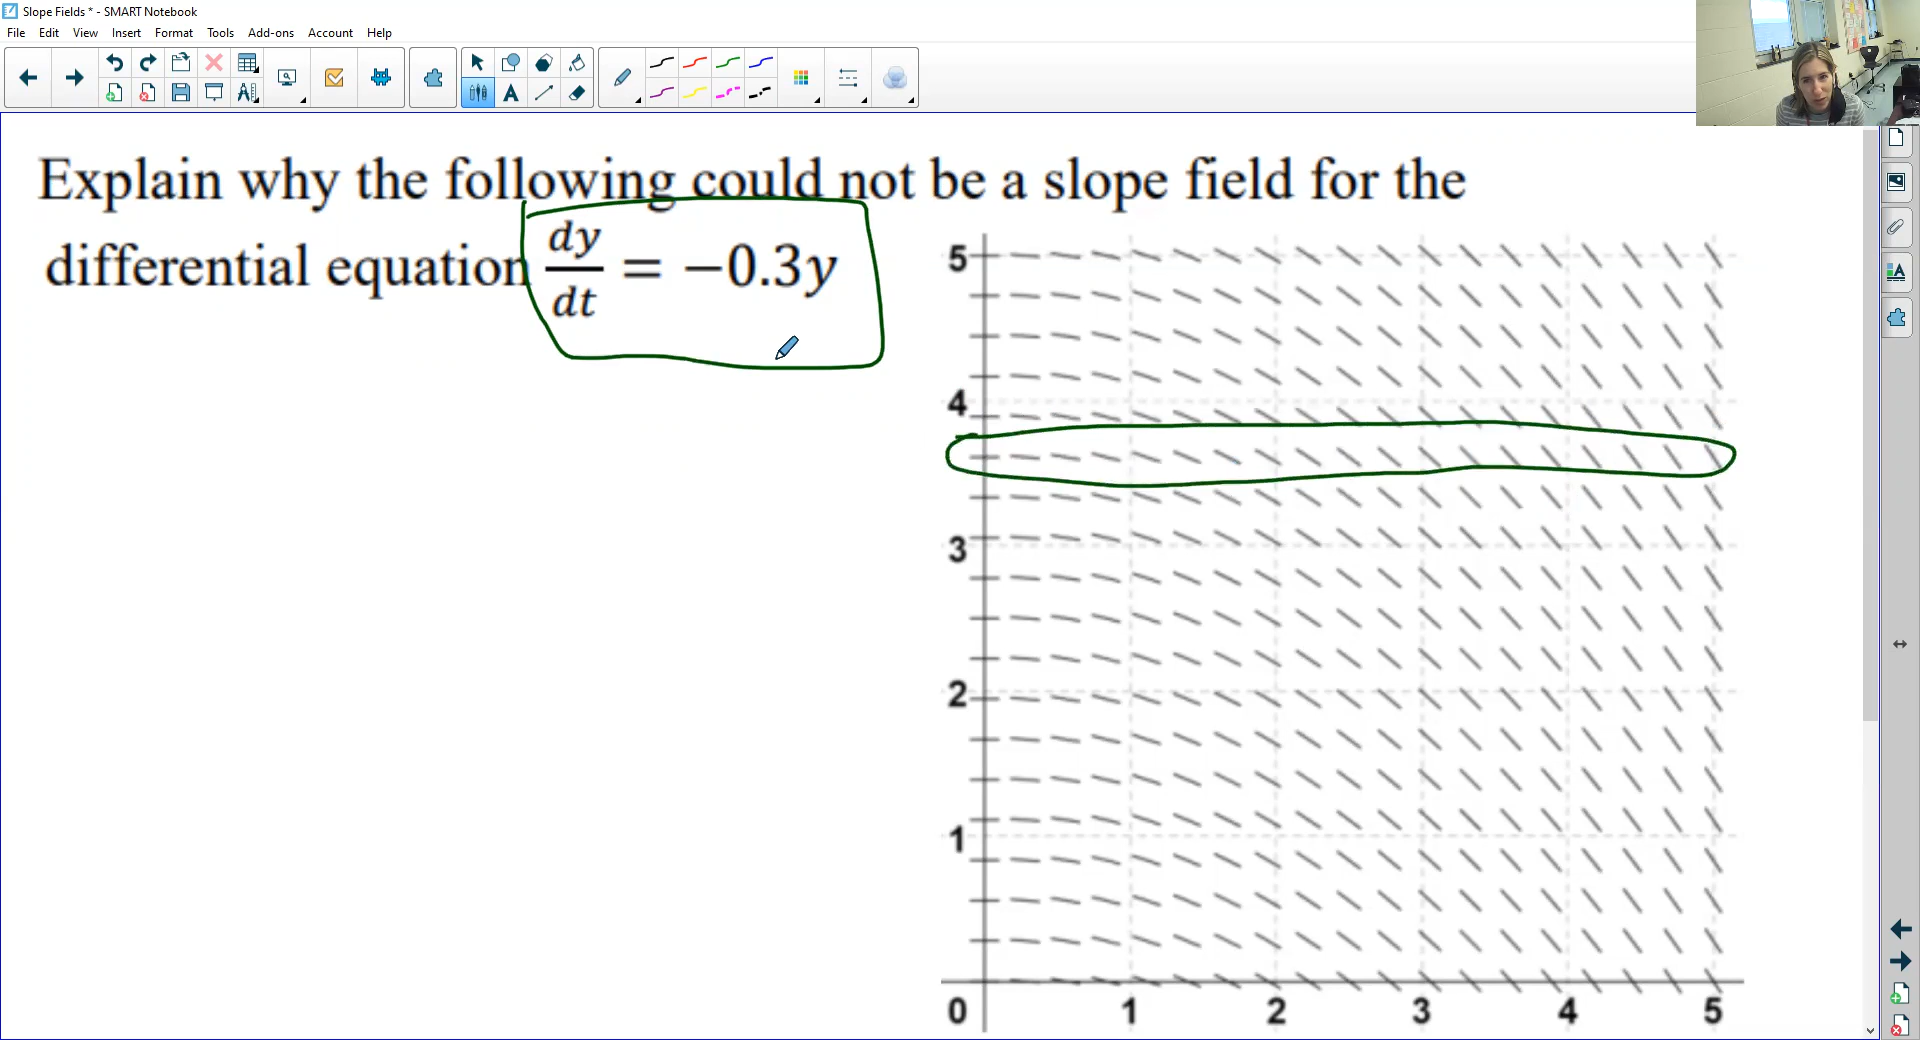 Slope Fields * - SMART Notebook
File Edit View Insert Format Tools Add-ons Account Help
Explain why the following could not be a slope field for the
differential equation dy/dt = −0.3y
5
4
3
2
1
0 1 2 3 4 5